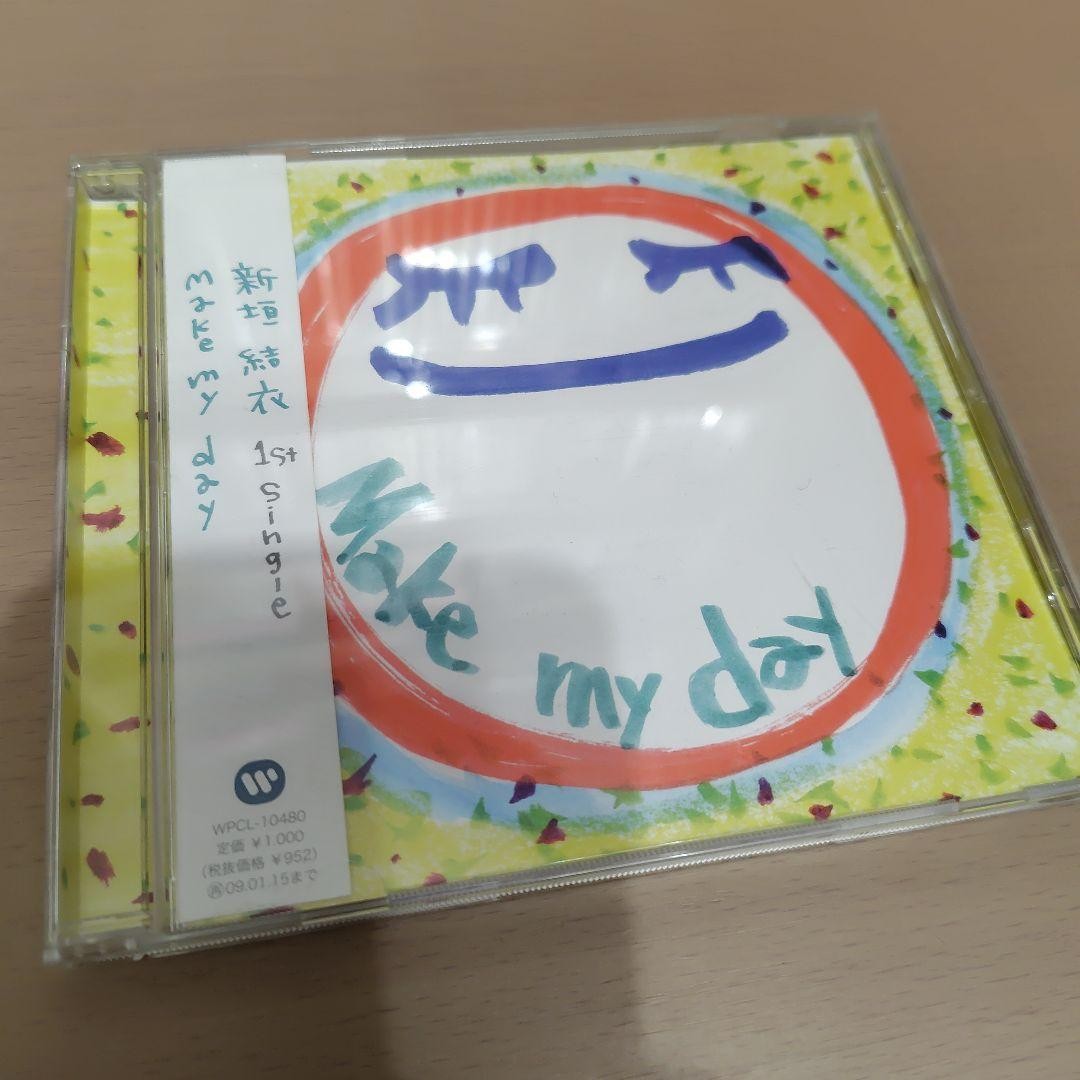 新垣 結衣 1st single
make my day
Make my day
WPCL-10480
定価 ¥1.000
(税抜価格 ¥952)
Ⓡ09.01.15まで